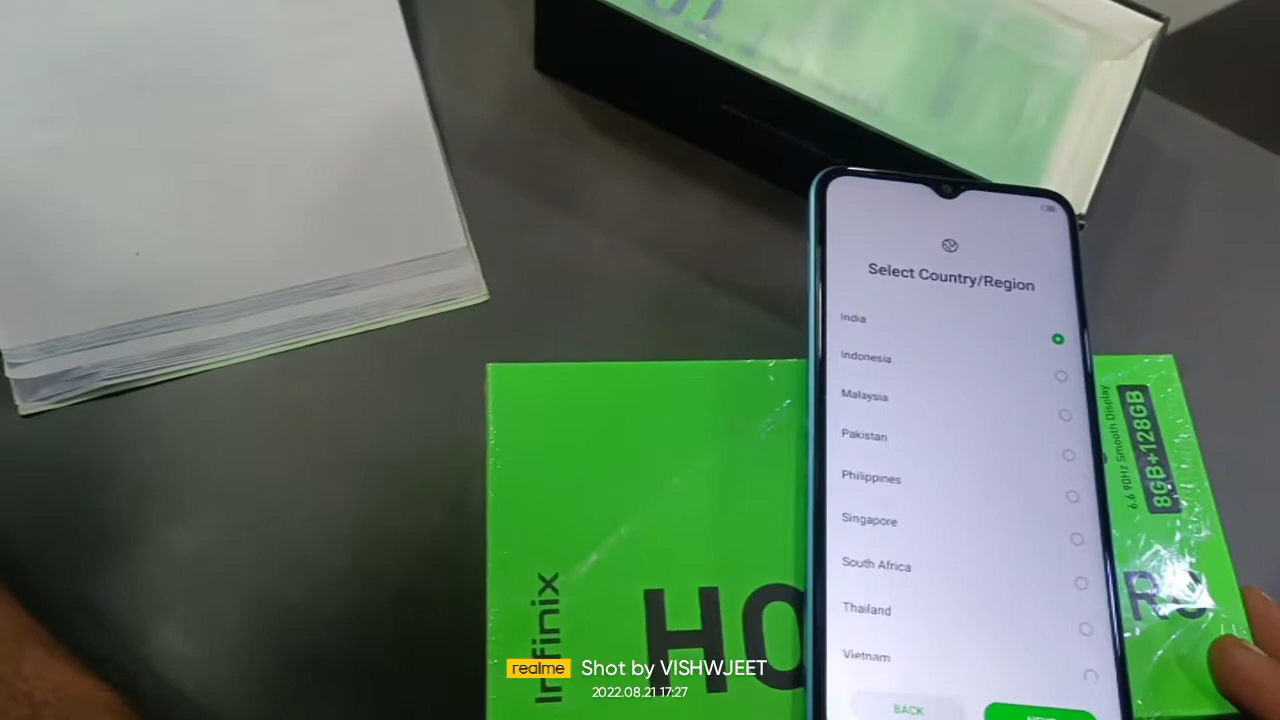 Select Country/Region
India
Indonesia
Malaysia
Pakistan
Philippines
Singapore
South Africa
Thailand
Vietnam
BACK
NEXT
Infinix
HO
6.6 90Hz Smooth Display
8GB+128GB
realme Shot by VISHWJEET
2022.08.21 17:27